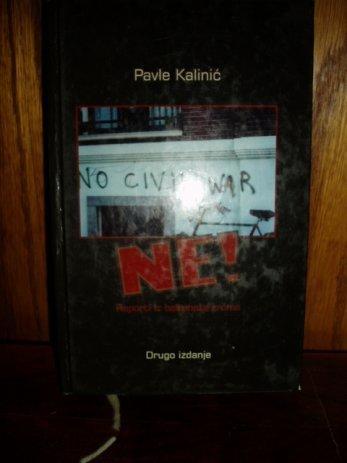 Pavle Kalinić
NO CIVIL WAR
NE!
Drugo izdanje